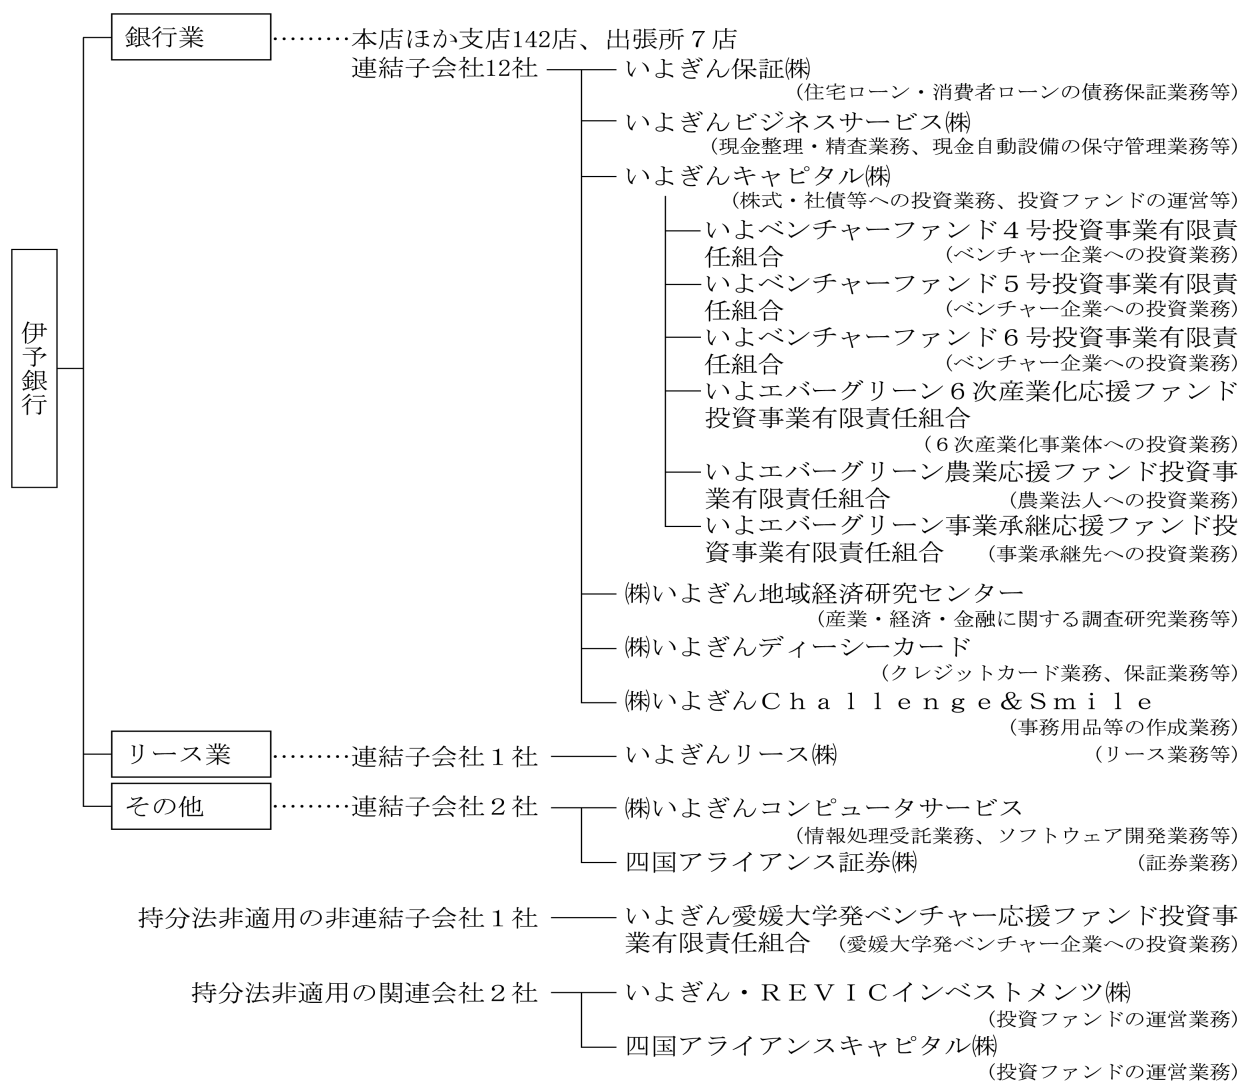 銀行業………本店ほか支店142店、出張所７店
連結子会社12社
いよぎん保証㈱
(住宅ローン・消費者ローンの債務保証業務等)
いよぎんビジネスサービス㈱
(現金整理・精査業務、現金自動設備の保守管理業務等)
いよぎんキャピタル㈱
(株式・社債等への投資業務、投資ファンドの運営等)
いよベンチャーファンド４号投資事業有限責
任組合 (ベンチャー企業への投資業務)
いよベンチャーファンド５号投資事業有限責
任組合 (ベンチャー企業への投資業務)
いよベンチャーファンド６号投資事業有限責
任組合 (ベンチャー企業への投資業務)
いよエバーグリーン６次産業化応援ファンド
投資事業有限責任組合
(６次産業化事業体への投資業務)
いよエバーグリーン農業応援ファンド投資事
業有限責任組合 (農業法人への投資業務)
いよエバーグリーン事業承継応援ファンド投
資事業有限責任組合 (事業承継先への投資業務)
㈱いよぎん地域経済研究センター
(産業・経済・金融に関する調査研究業務等)
㈱いよぎんディーシーカード
(クレジットカード業務、保証業務等)
㈱いよぎんＣｈａｌｌｅｎｇｅ＆Ｓｍｉｌｅ
(事務用品等の作成業務)
伊予銀行
リース業………連結子会社１社
いよぎんリース㈱ (リース業務等)
その他………連結子会社２社
㈱いよぎんコンピュータサービス
(情報処理受託業務、ソフトウェア開発業務等)
四国アライアンス証券㈱ (証券業務)
持分法非適用の非連結子会社１社
いよぎん愛媛大学発ベンチャー応援ファンド投資事
業有限責任組合 (愛媛大学発ベンチャー企業への投資業務)
持分法非適用の関連会社２社
いよぎん・ＲＥＶＩＣインベストメンツ㈱
(投資ファンドの運営業務)
四国アライアンスキャピタル㈱
(投資ファンドの運営業務)